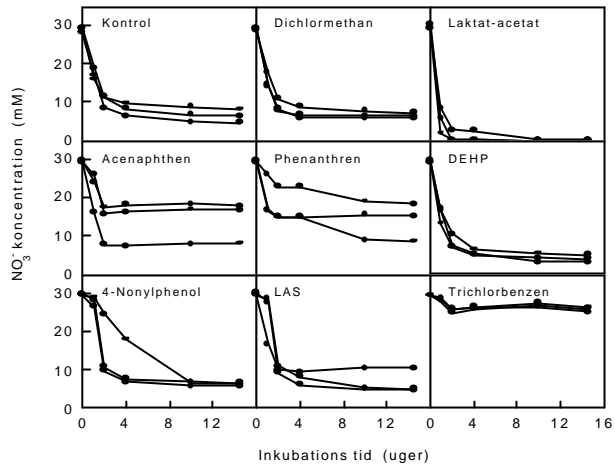 Kontrol Dichlormethan Laktat-acetat
30
20
10
0
Acenaphthen Phenanthren DEHP
30
20
10
0
4-Nonylphenol LAS Trichlorbenzen
30
20
10
0
0 4 8 12 0 4 8 12 0 4 8 12 16
NO₃⁻ koncentration (mM)
Inkubations tid (uger)